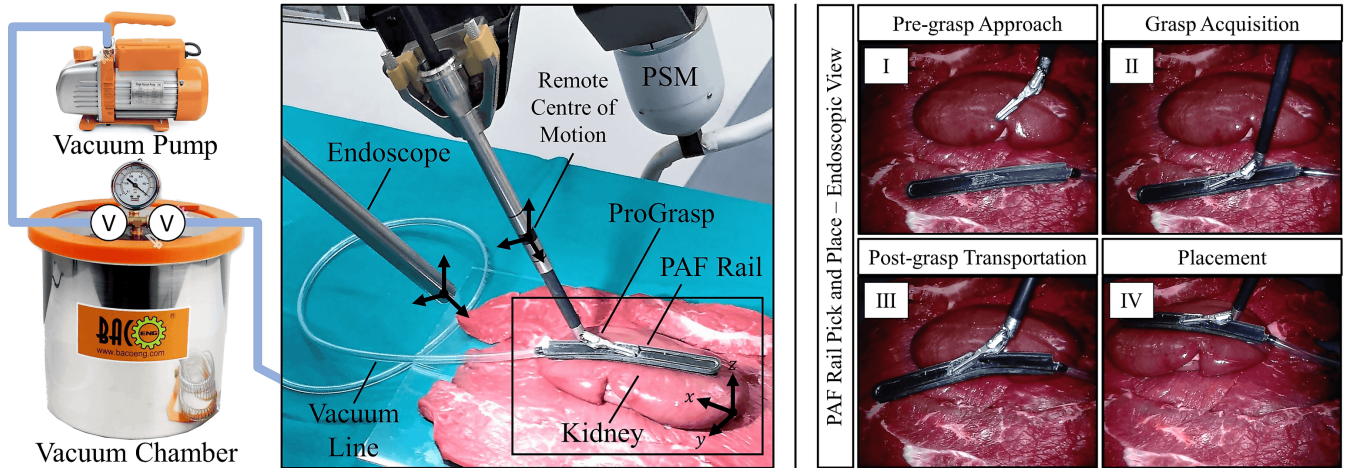 Vacuum Pump
V
V
BAC
ENG
®
www.bacoeng.com
Vacuum Chamber
Endoscope
Remote
Centre of
Motion
PSM
ProGrasp
PAF Rail
Vacuum
Line
Kidney
x
y
z
PAF Rail Pick and Place – Endoscopic View
Pre-grasp Approach
I
Grasp Acquisition
II
Post-grasp Transportation
III
Placement
IV